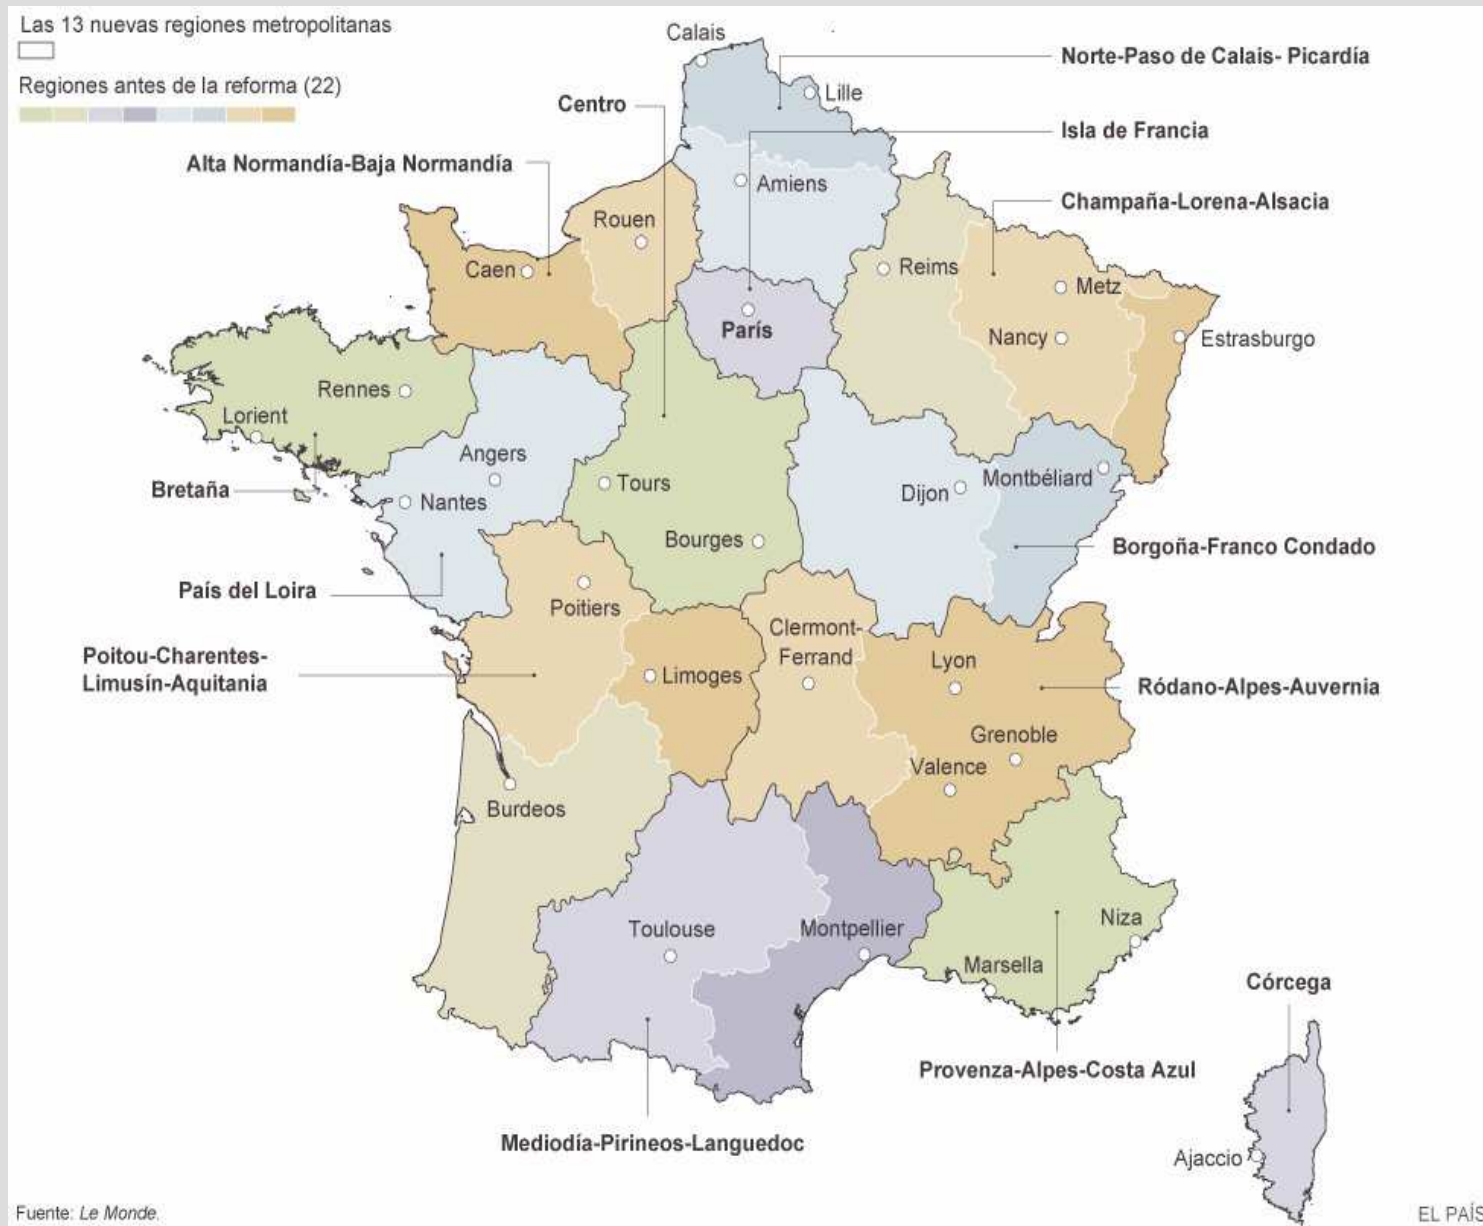 Las 13 nuevas regiones metropolitanas
Regiones antes de la reforma (22)
Calais
Norte-Paso de Calais- Picardía
Lille
Centro
Isla de Francia
Alta Normandía-Baja Normandía
Amiens
Champaña-Lorena-Alsacia
Rouen
Caen
Reims
Metz
París
Nancy
Estrasburgo
Rennes
Lorient
Angers
Tours
Montbéliard
Bretaña
Nantes
Dijon
Bourges
Borgoña-Franco Condado
País del Loira
Poitiers
Clermont-
Ferrand
Poitou-Charentes-
Limusín-Aquitania
Limoges
Lyon
Ródano-Alpes-Auvernia
Grenoble
Valence
Burdeos
Toulouse
Montpellier
Niza
Marsella
Córcega
Provenza-Alpes-Costa Azul
Mediodía-Pirineos-Languedoc
Ajaccio
Fuente: Le Monde.
EL PAÍS